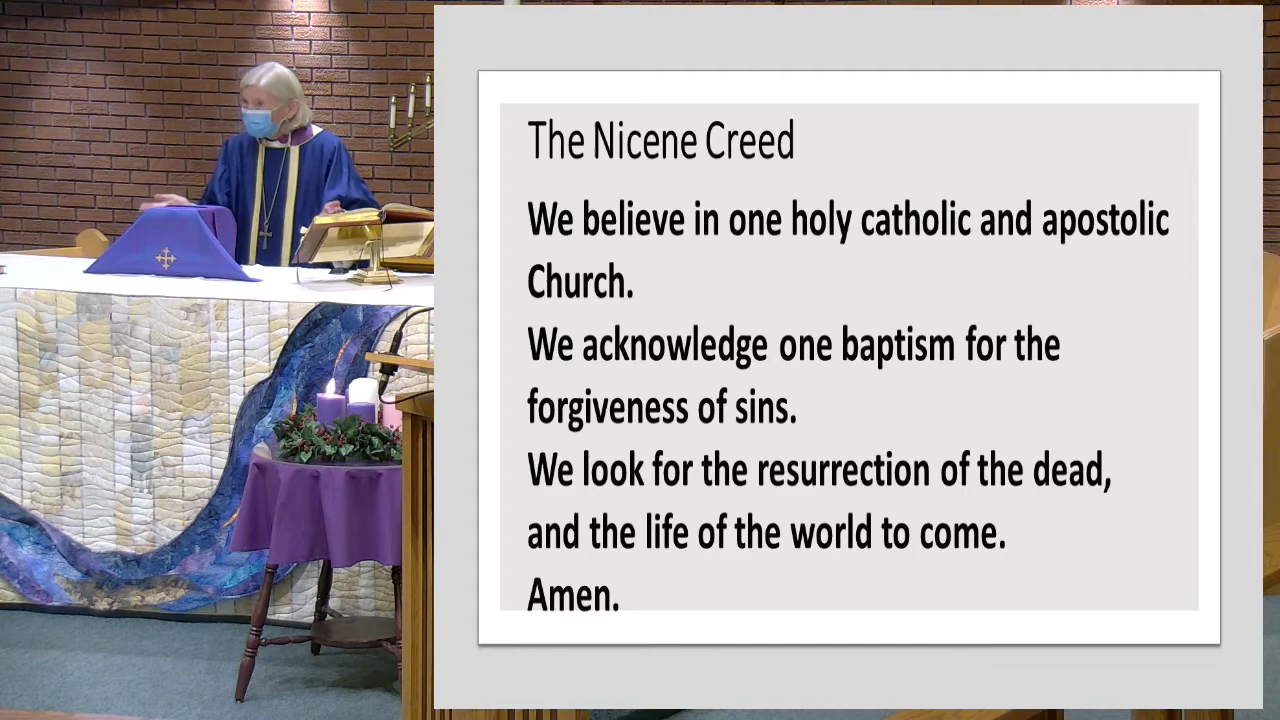 The Nicene Creed
We believe in one holy catholic and apostolic
Church.
We acknowledge one baptism for the
forgiveness of sins.
We look for the resurrection of the dead,
and the life of the world to come.
Amen.